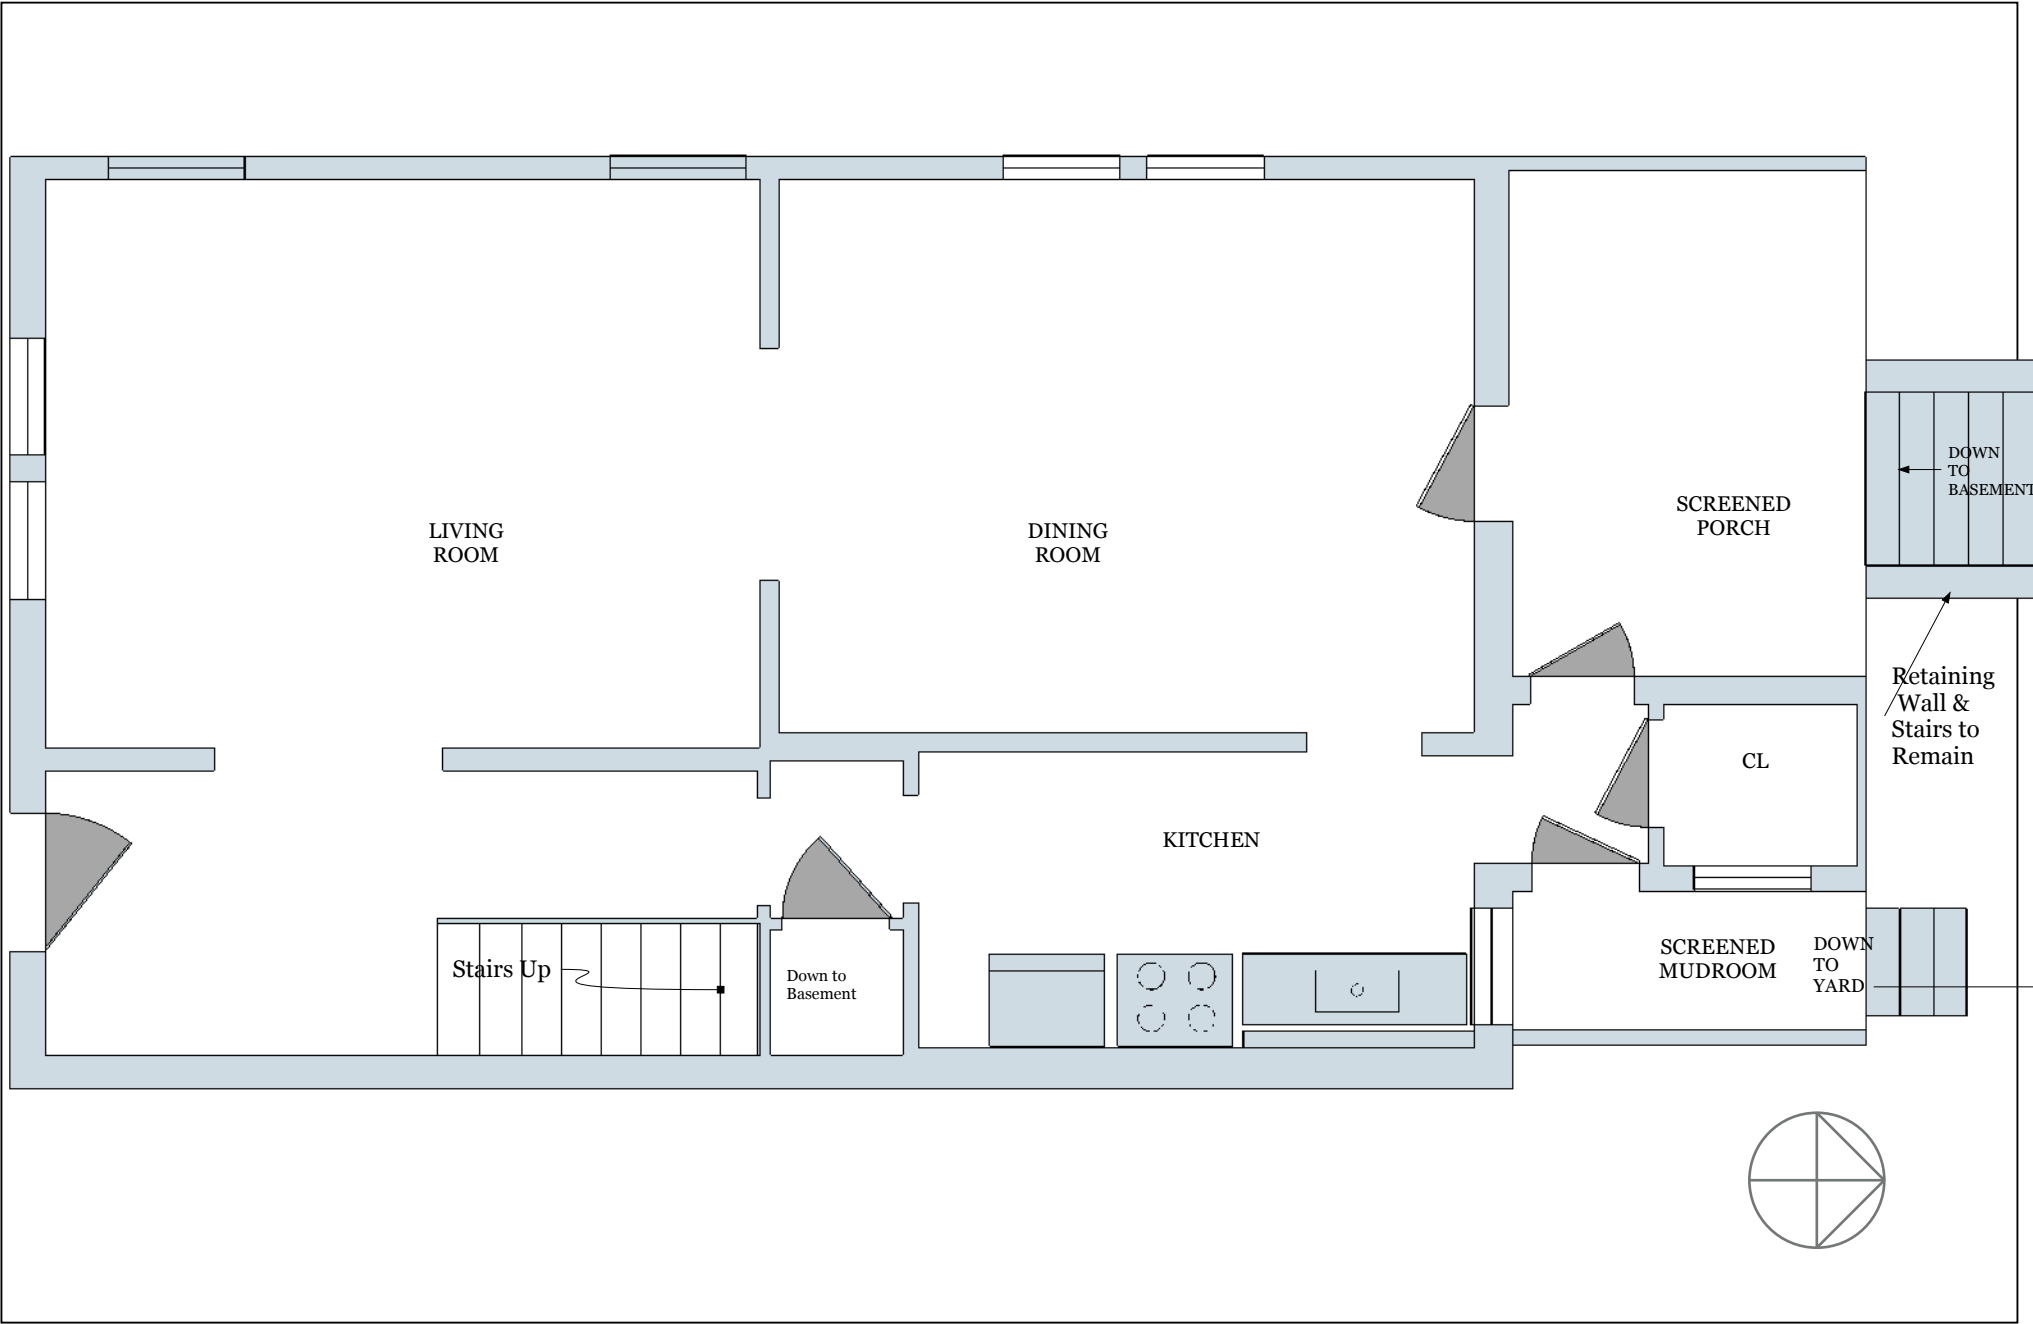 LIVING
ROOM
DINING
ROOM
SCREENED
PORCH
DOWN
TO
BASEMENT
Retaining
Wall &
Stairs to
Remain
CL
KITCHEN
Stairs Up
Down to
Basement
SCREENED
MUDROOM
DOWN
TO
YARD